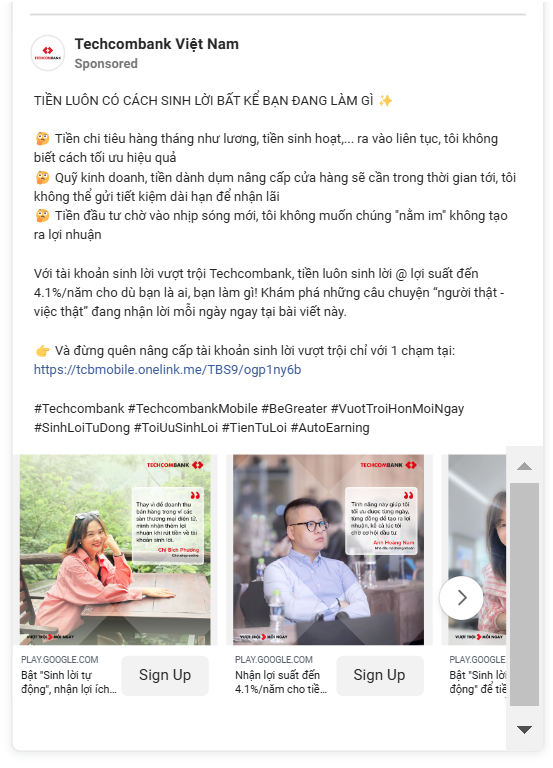 Techcombank Việt Nam
Sponsored
TIỀN LUÔN CÓ CÁCH SINH LỜI BẤT KỂ BẠN ĐANG LÀM GÌ ✨
🤔 Tiền chi tiêu hàng tháng như lương, tiền sinh hoạt,... ra vào liên tục, tôi không
biết cách tối ưu hiệu quả
🤔 Quỹ kinh doanh, tiền dành dụm nâng cấp cửa hàng sẽ cần trong thời gian tới, tôi
không thể gửi tiết kiệm dài hạn để nhận lãi
🤔 Tiền đầu tư chờ vào nhịp sóng mới, tôi không muốn chúng "nằm im" không tạo
ra lợi nhuận
Với tài khoản sinh lời vượt trội Techcombank, tiền luôn sinh lời @ lợi suất đến
4.1%/năm cho dù bạn là ai, bạn làm gì! Khám phá những câu chuyện “người thật -
việc thật” đang nhận lời mỗi ngày ngay tại bài viết này.
👉 Và đừng quên nâng cấp tài khoản sinh lời vượt trội chỉ với 1 chạm tại:
https://tcbmobile.onelink.me/TBS9/ogp1ny6b
#Techcombank #TechcombankMobile #BeGreater #VuotTroiHonMoiNgay
#SinhLoiTuDong #ToiUuSinhLoi #TienTuLoi #AutoEarning
TECHCOMBANK
Thay vì để doanh thu
bán hàng trong ví các
sàn thương mại điện tử,
mình nhận thêm lợi
nhuận khi rút tiền về tài
khoản sinh lời.
Chị Bích Phương
VƯỢT TRỘI MỖI NGÀY
PLAY.GOOGLE.COM
Bật "Sinh lời tự
động", nhận lợi ích...
Sign Up
TECHCOMBANK
Tính năng này giúp tôi
tối ưu được từng ngày,
từng đồng để tạo ra lợi
nhuận, kể cả lúc tôi
chờ cơ hội đầu tư.
Anh Hoàng Nam
VƯỢT TRỘI MỖI NGÀY
PLAY.GOOGLE.COM
Nhận lợi suất đến
4.1%/năm cho tiề...
Sign Up
VƯỢT TRỘI
PLAY.GOOGLE
Bật "Sinh lời
động" để tiề